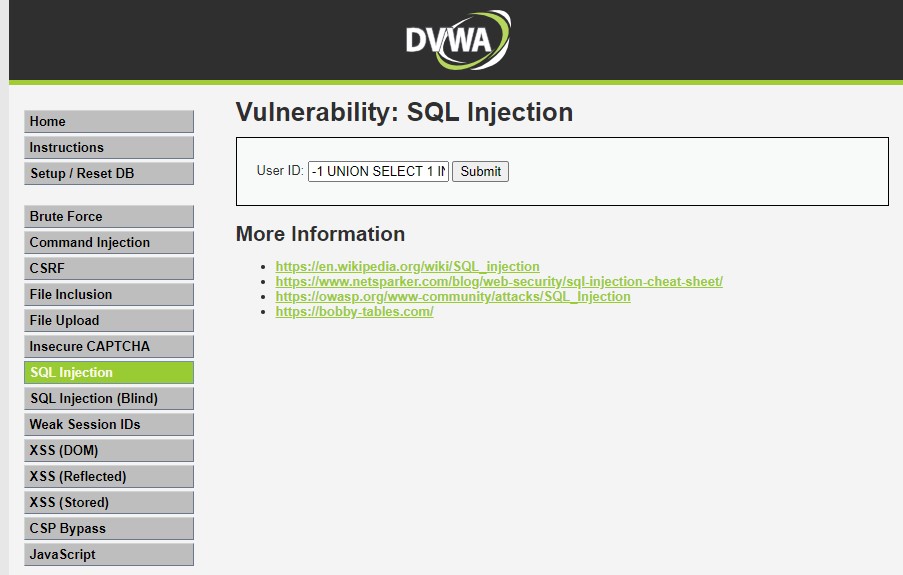 DVWA
Home
Instructions
Setup / Reset DB
Brute Force
Command Injection
CSRF
File Inclusion
File Upload
Insecure CAPTCHA
SQL Injection
SQL Injection (Blind)
Weak Session IDs
XSS (DOM)
XSS (Reflected)
XSS (Stored)
CSP Bypass
JavaScript
Vulnerability: SQL Injection
User ID: -1 UNION SELECT 1 IN Submit
More Information
• https://en.wikipedia.org/wiki/SQL_injection
• https://www.netsparker.com/blog/web-security/sql-injection-cheat-sheet/
• https://owasp.org/www-community/attacks/SQL_Injection
• https://bobby-tables.com/